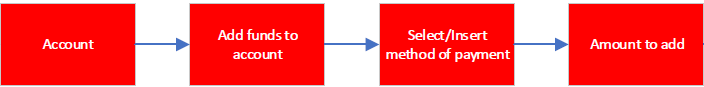 Account
Add funds to
account
Select/Insert
method of payment
Amount to add